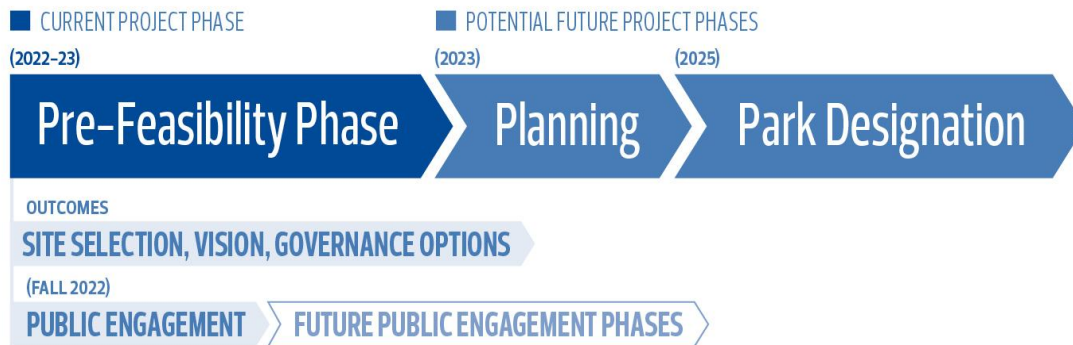 CURRENT PROJECT PHASE
POTENTIAL FUTURE PROJECT PHASES
(2022-23)
(2023)
(2025)
Pre-Feasibility Phase
Planning
Park Designation
OUTCOMES
SITE SELECTION, VISION, GOVERNANCE OPTIONS
(FALL 2022)
PUBLIC ENGAGEMENT
FUTURE PUBLIC ENGAGEMENT PHASES